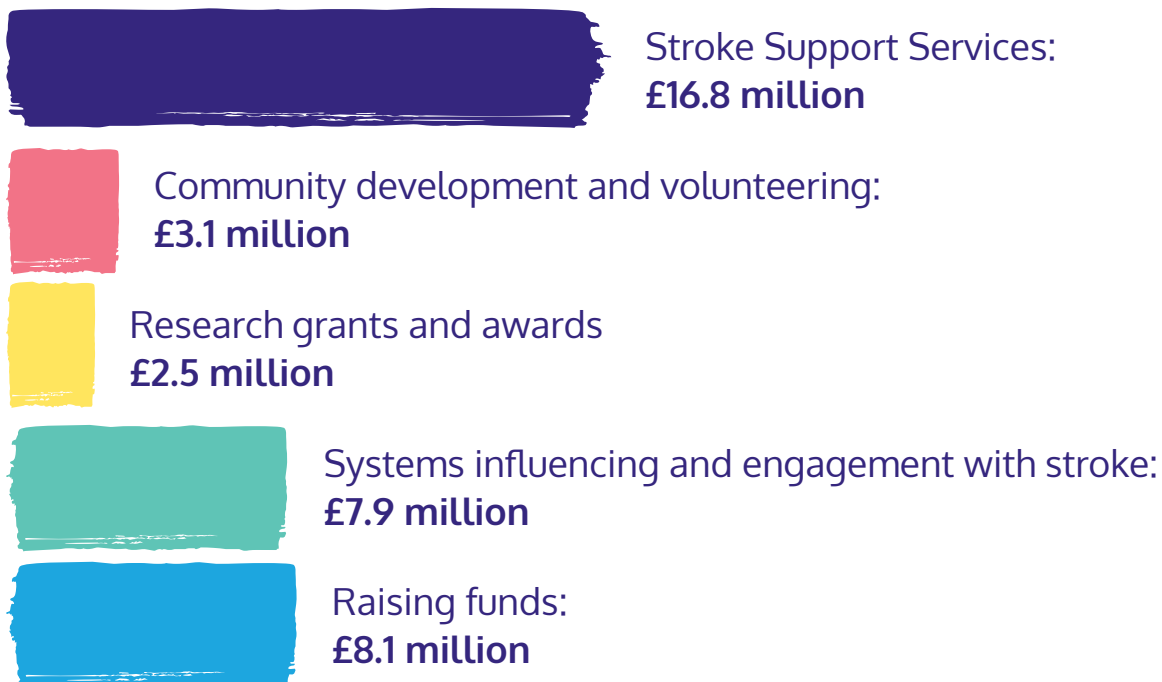 Stroke Support Services:
£16.8 million
Community development and volunteering:
£3.1 million
Research grants and awards
£2.5 million
Systems influencing and engagement with stroke:
£7.9 million
Raising funds:
£8.1 million